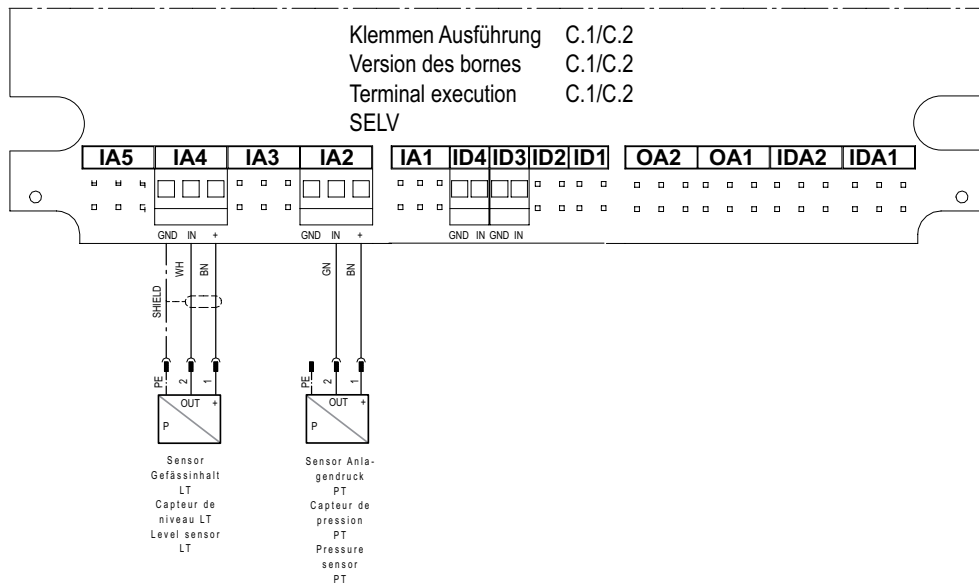 Klemmen Ausführung C.1/C.2
Version des bornes C.1/C.2
Terminal execution C.1/C.2
SELV
IA5 IA4 IA3 IA2 IA1 ID4 ID3 ID2 ID1 OA2 OA1 IDA2 IDA1
GND IN + GND IN + GND IN GND IN
SHIELD WH BN GN BN
PE 2 1 PE 2 1
OUT + OUT +
P P
Sensor
Gefässinhalt
LT
Capteur de
niveau LT
Level sensor
LT
Sensor Anla-
gendruck
PT
Capteur de
pression
PT
Pressure
sensor
PT